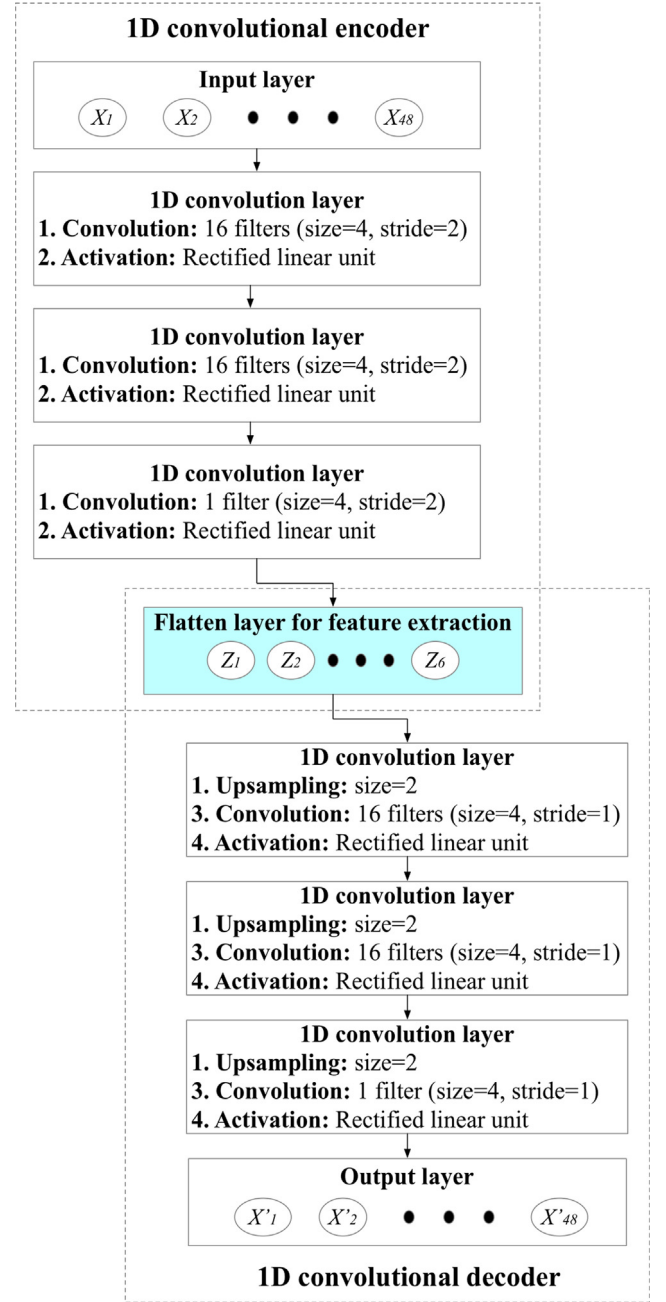 1D convolutional encoder
Input layer
X1 X2 X48
1D convolution layer
1. Convolution: 16 filters (size=4, stride=2)
2. Activation: Rectified linear unit
1D convolution layer
1. Convolution: 16 filters (size=4, stride=2)
2. Activation: Rectified linear unit
1D convolution layer
1. Convolution: 1 filter (size=4, stride=2)
2. Activation: Rectified linear unit
Flatten layer for feature extraction
Z1 Z2 Z6
1D convolution layer
1. Upsampling: size=2
3. Convolution: 16 filters (size=4, stride=1)
4. Activation: Rectified linear unit
1D convolution layer
1. Upsampling: size=2
3. Convolution: 16 filters (size=4, stride=1)
4. Activation: Rectified linear unit
1D convolution layer
1. Upsampling: size=2
3. Convolution: 1 filter (size=4, stride=1)
4. Activation: Rectified linear unit
Output layer
X'1 X'2 X'48
1D convolutional decoder